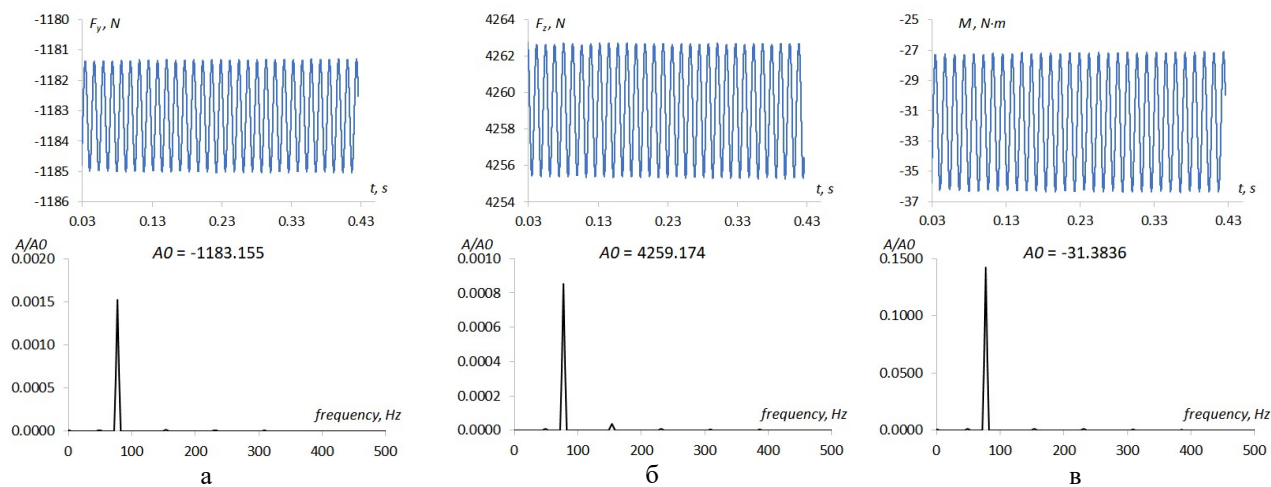 Fy, N
-1180
-1181
-1182
-1183
-1184
-1185
-1186
t, s
0.03 0.13 0.23 0.33 0.43
Fz, N
4264
4262
4260
4258
4256
4254
t, s
0.03 0.13 0.23 0.33 0.43
M, N·m
-25
-27
-29
-31
-33
-35
-37
t, s
0.03 0.13 0.23 0.33 0.43
A/A0
A0 = -1183.155
0.0020
0.0015
0.0010
0.0005
0.0000
frequency, Hz
0 100 200 300 400 500
а
A/A0
A0 = 4259.174
0.0010
0.0008
0.0006
0.0004
0.0002
0.0000
frequency, Hz
0 100 200 300 400 500
б
A/A0
A0 = -31.3836
0.1500
0.1000
0.0500
0.0000
frequency, Hz
0 100 200 300 400 500
в